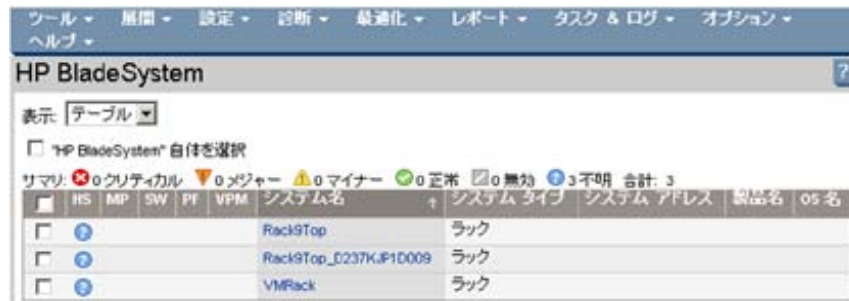 ツール 展開 設定 診断 最適化 レポート タスク & ログ オプション
ヘルプ
HP BladeSystem
?
表示: テーブル
"HP BladeSystem" 自体を選択
サマリ: 0 クリティカル 0 メジャー 0 マイナー 0 正常 0 無効 3 不明 合計: 3
HS MP SW PF VPM システム名 ↑ システム タイプ システム アドレス 製品名 OS 名
Rack9Top ラック
Rack9Top_D237KJP1D009 ラック
VMRack ラック